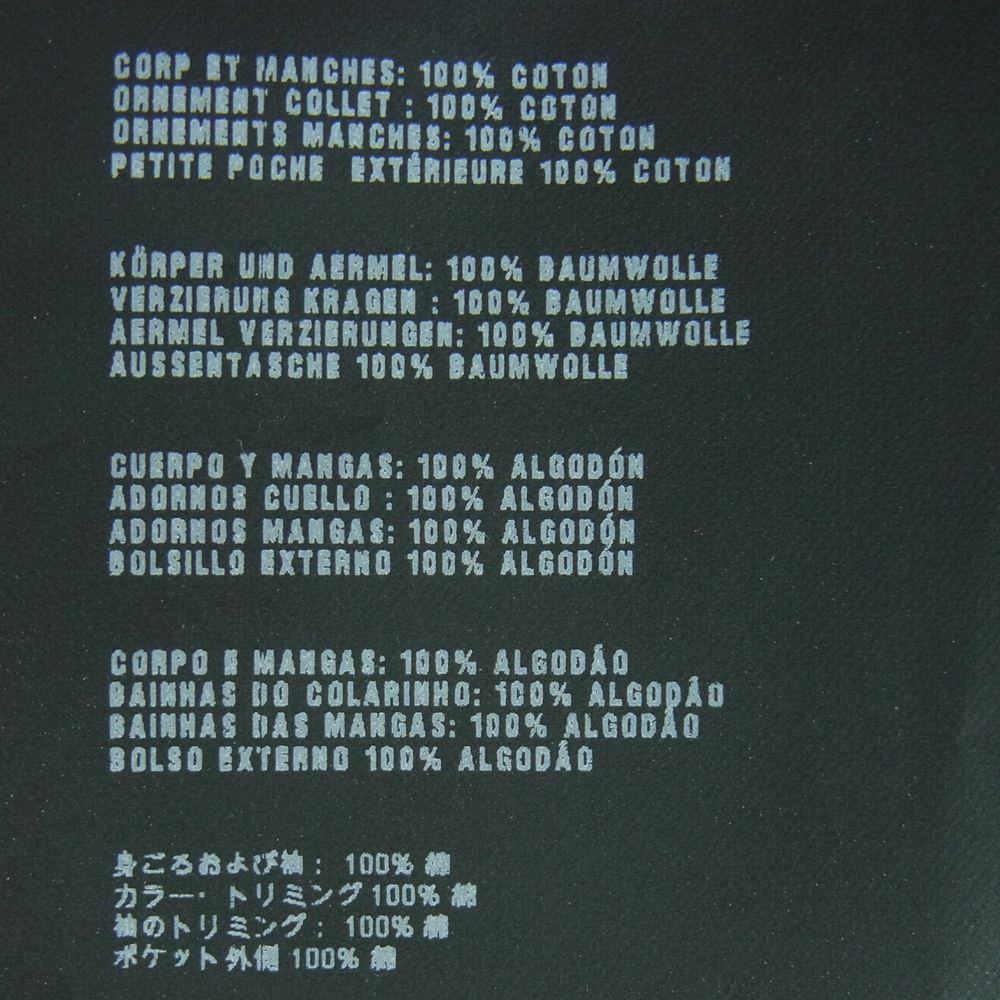 CORP ET MANCHES: 100% COTON
ORNEMENT COLLET : 100% COTON
ORNEMENTS MANCHES: 100% COTON
PETITE POCHE EXTÉRIEURE 100% COTON
KÖRPER UND AERMEL: 100% BAUMWOLLE
VERZIERUNG KRAGEN : 100% BAUMWOLLE
AERMEL VERZIERUNGEN: 100% BAUMWOLLE
AUSSENTASCHE 100% BAUMWOLLE
CUERPO Y MANGAS: 100% ALGODÓN
ADORNOS CUELLO : 100% ALGODÓN
ADORNOS MANGAS: 100% ALGODÓN
BOLSILLO EXTERNO 100% ALGODÓN
CORPO E MANGAS: 100% ALGODÃO
BAINHAS DO COLARINHO: 100% ALGODÃO
BAINHAS DAS MANGAS: 100% ALGODÃO
BOLSO EXTERNO 100% ALGODÃO
身ごろおよび袖： 100% 綿
カラー・トリミング100% 綿
袖のトリミング： 100% 綿
ポケット外側 100% 綿